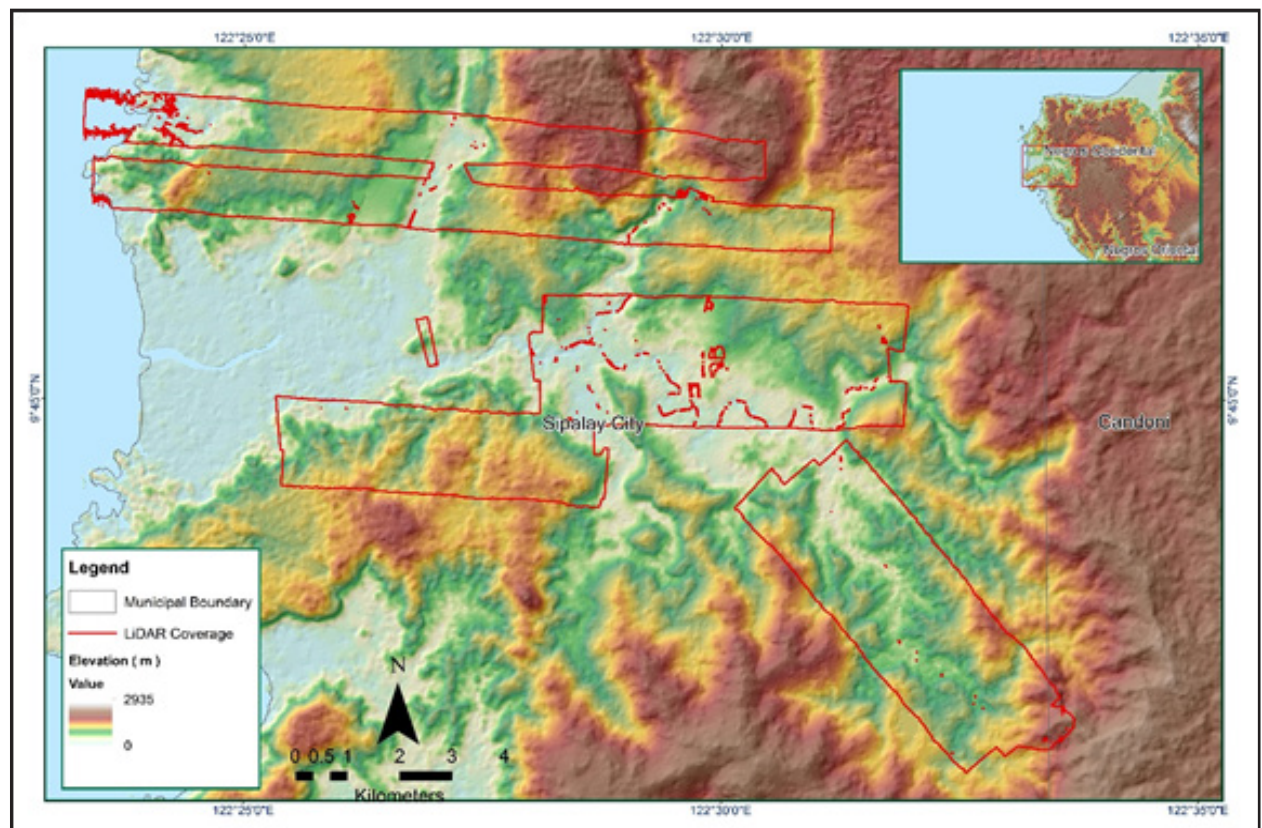 122°25'0"E 122°30'0"E 122°35'0"E
Negros Occidental
Negros Oriental
9°45'0"N 9°45'0"N
Sipalay City
Candoni
Legend
Municipal Boundary
LiDAR Coverage
Elevation ( m )
Value
2935
0
N
0 0.5 1 2 3 4
Kilometers
122°25'0"E 122°30'0"E 122°35'0"E